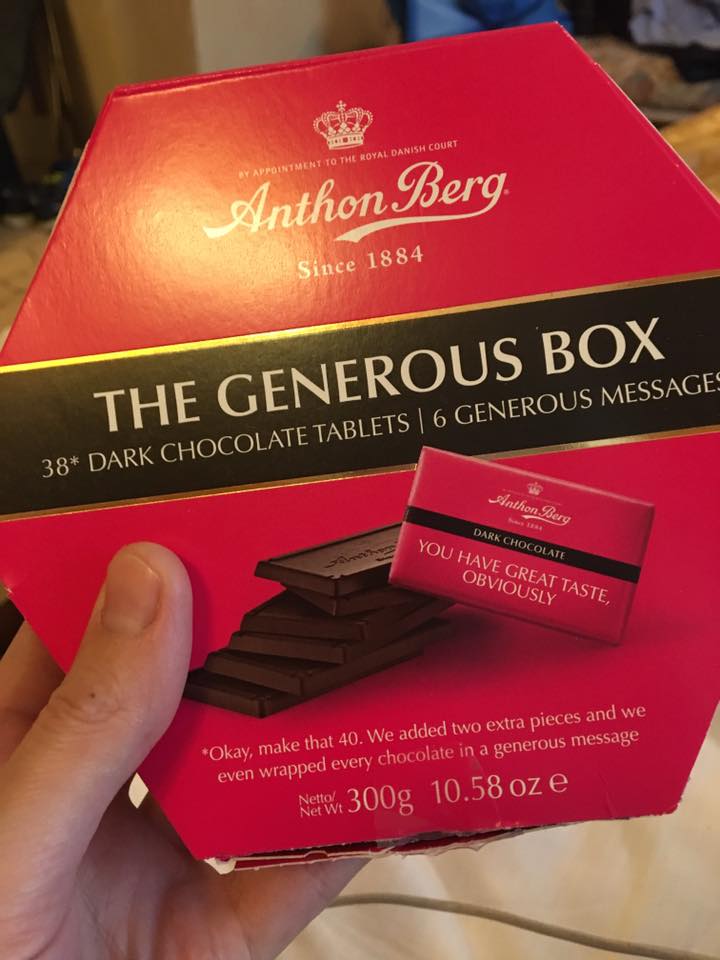 BY APPOINTMENT TO THE ROYAL DANISH COURT
Anthon Berg
Since 1884
THE GENEROUS BOX
38* DARK CHOCOLATE TABLETS | 6 GENEROUS MESSAGES
Anthon Berg
Since 1884
DARK CHOCOLATE
YOU HAVE GREAT TASTE,
OBVIOUSLY
*Okay, make that 40. We added two extra pieces and we
even wrapped every chocolate in a generous message
Netto/
Net Wt 300g 10.58 oz e